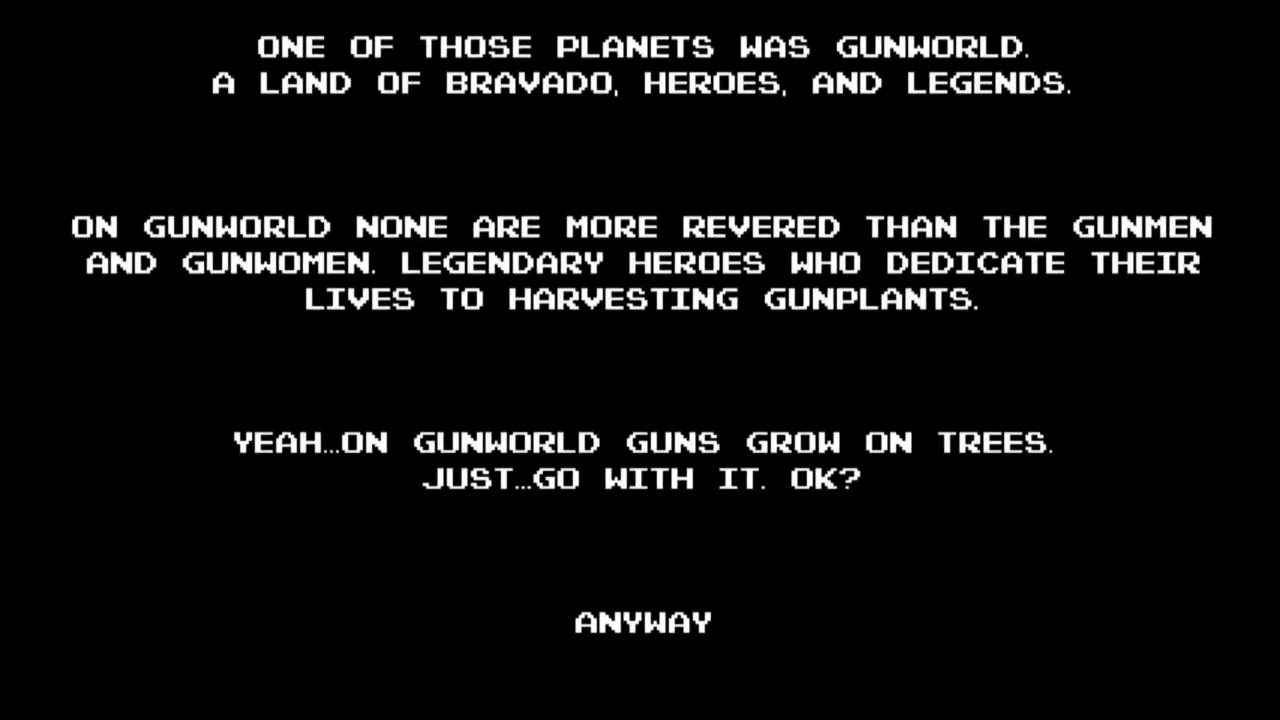 ONE OF THOSE PLANETS WAS GUNWORLD.
A LAND OF BRAVADO, HEROES, AND LEGENDS.
ON GUNWORLD NONE ARE MORE REVERED THAN THE GUNMEN
AND GUNWOMEN. LEGENDARY HEROES WHO DEDICATE THEIR
LIVES TO HARVESTING GUNPLANTS.
YEAH...ON GUNWORLD GUNS GROW ON TREES.
JUST...GO WITH IT. OK?
ANYWAY